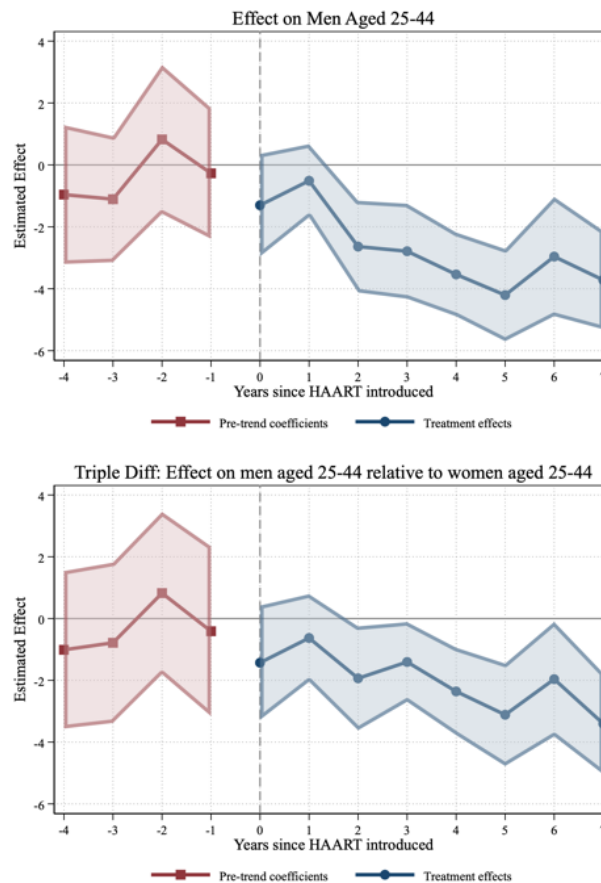 Effect on Men Aged 25-44
Estimated Effect
4
2
0
-2
-4
-6
-4 -3 -2 -1 0 1 2 3 4 5 6 7
Years since HAART introduced
Pre-trend coefficients Treatment effects
Triple Diff: Effect on men aged 25-44 relative to women aged 25-44
Estimated Effect
4
2
0
-2
-4
-6
-4 -3 -2 -1 0 1 2 3 4 5 6 7
Years since HAART introduced
Pre-trend coefficients Treatment effects